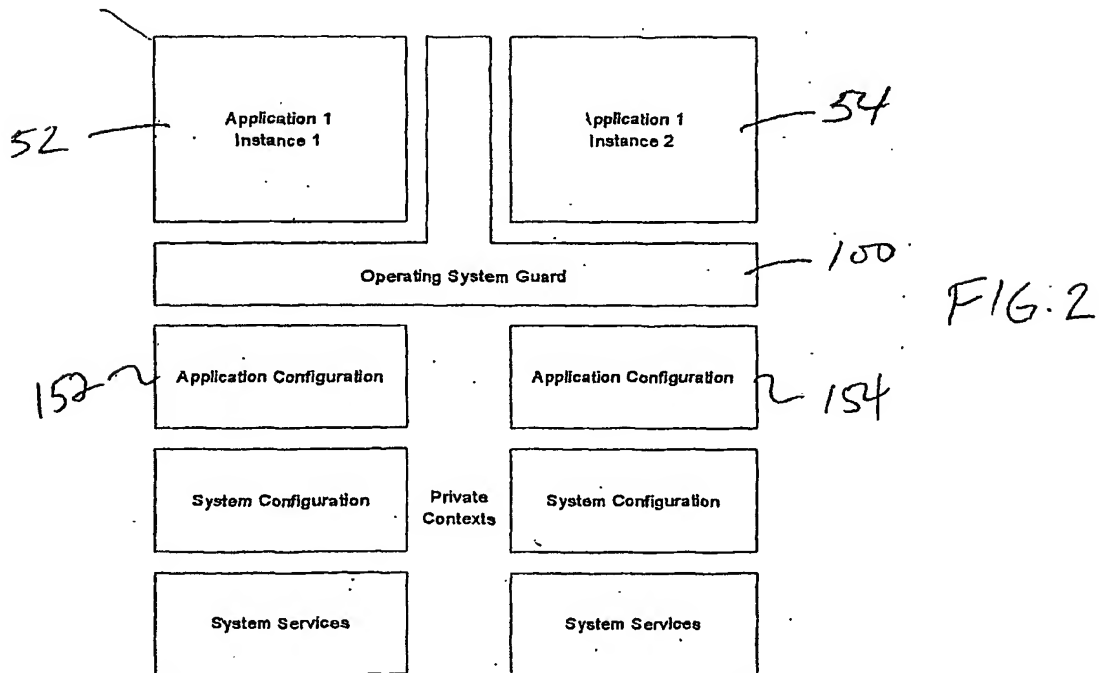 Application 1
Instance 1
Application 1
Instance 2
52
54
Operating System Guard
100
FIG. 2
Application Configuration
Application Configuration
152
154
System Configuration
Private
Contexts
System Configuration
System Services
System Services